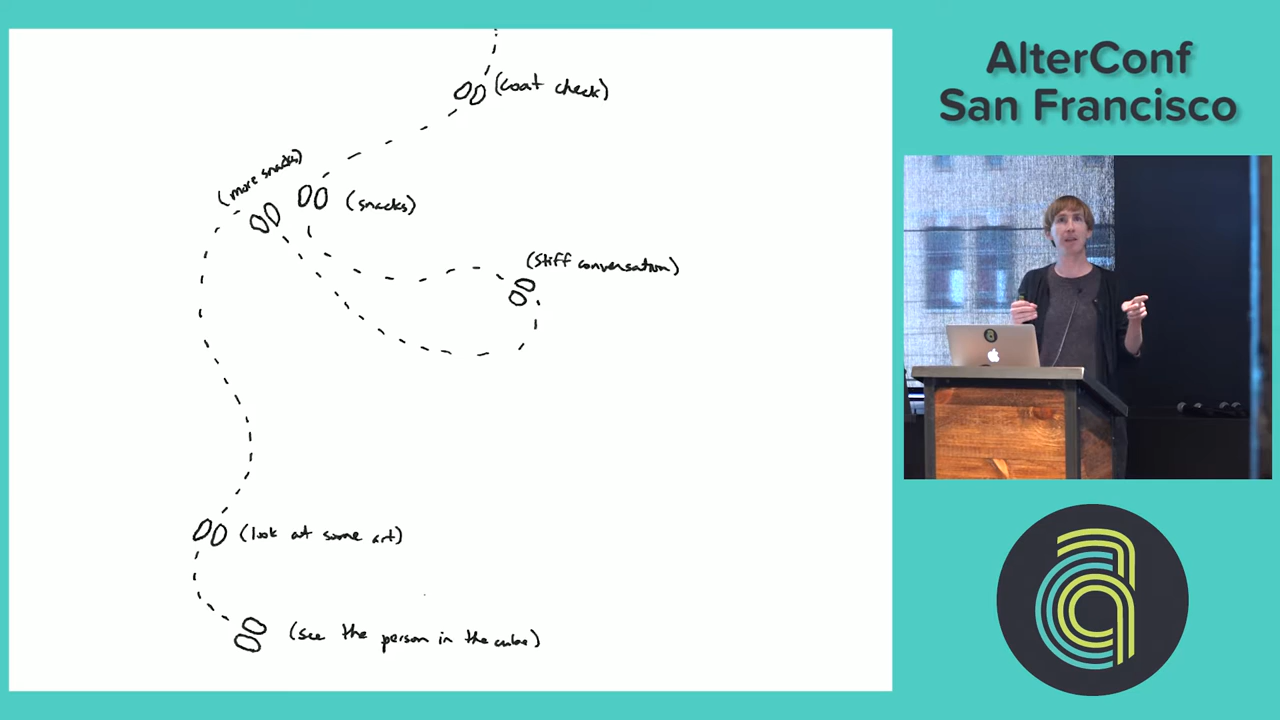 AlterConf
San Francisco
(coat check)
(more snacks)
(snacks)
(stiff conversation)
(look at some art)
(see the person in the cube)